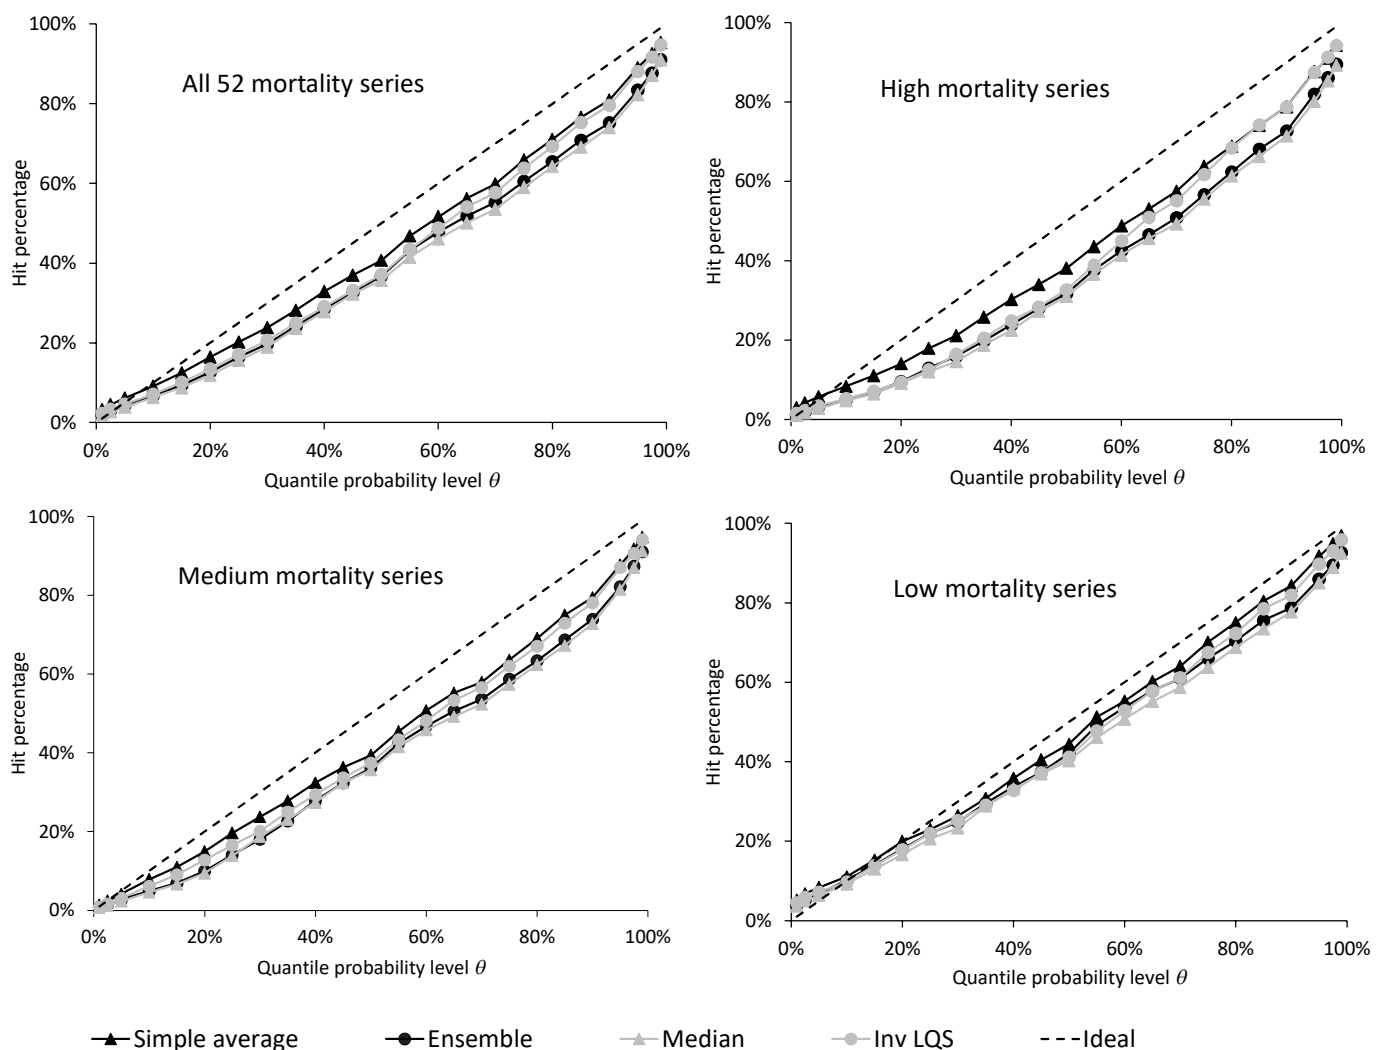 All 52 mortality series
Hit percentage
100%
80%
60%
40%
20%
0%
0% 20% 40% 60% 80% 100%
Quantile probability level θ
High mortality series
Hit percentage
100%
80%
60%
40%
20%
0%
0% 20% 40% 60% 80% 100%
Quantile probability level θ
Medium mortality series
Hit percentage
100%
80%
60%
40%
20%
0%
0% 20% 40% 60% 80% 100%
Quantile probability level θ
Low mortality series
Hit percentage
100%
80%
60%
40%
20%
0%
0% 20% 40% 60% 80% 100%
Quantile probability level θ
Simple average Ensemble Median Inv LQS Ideal